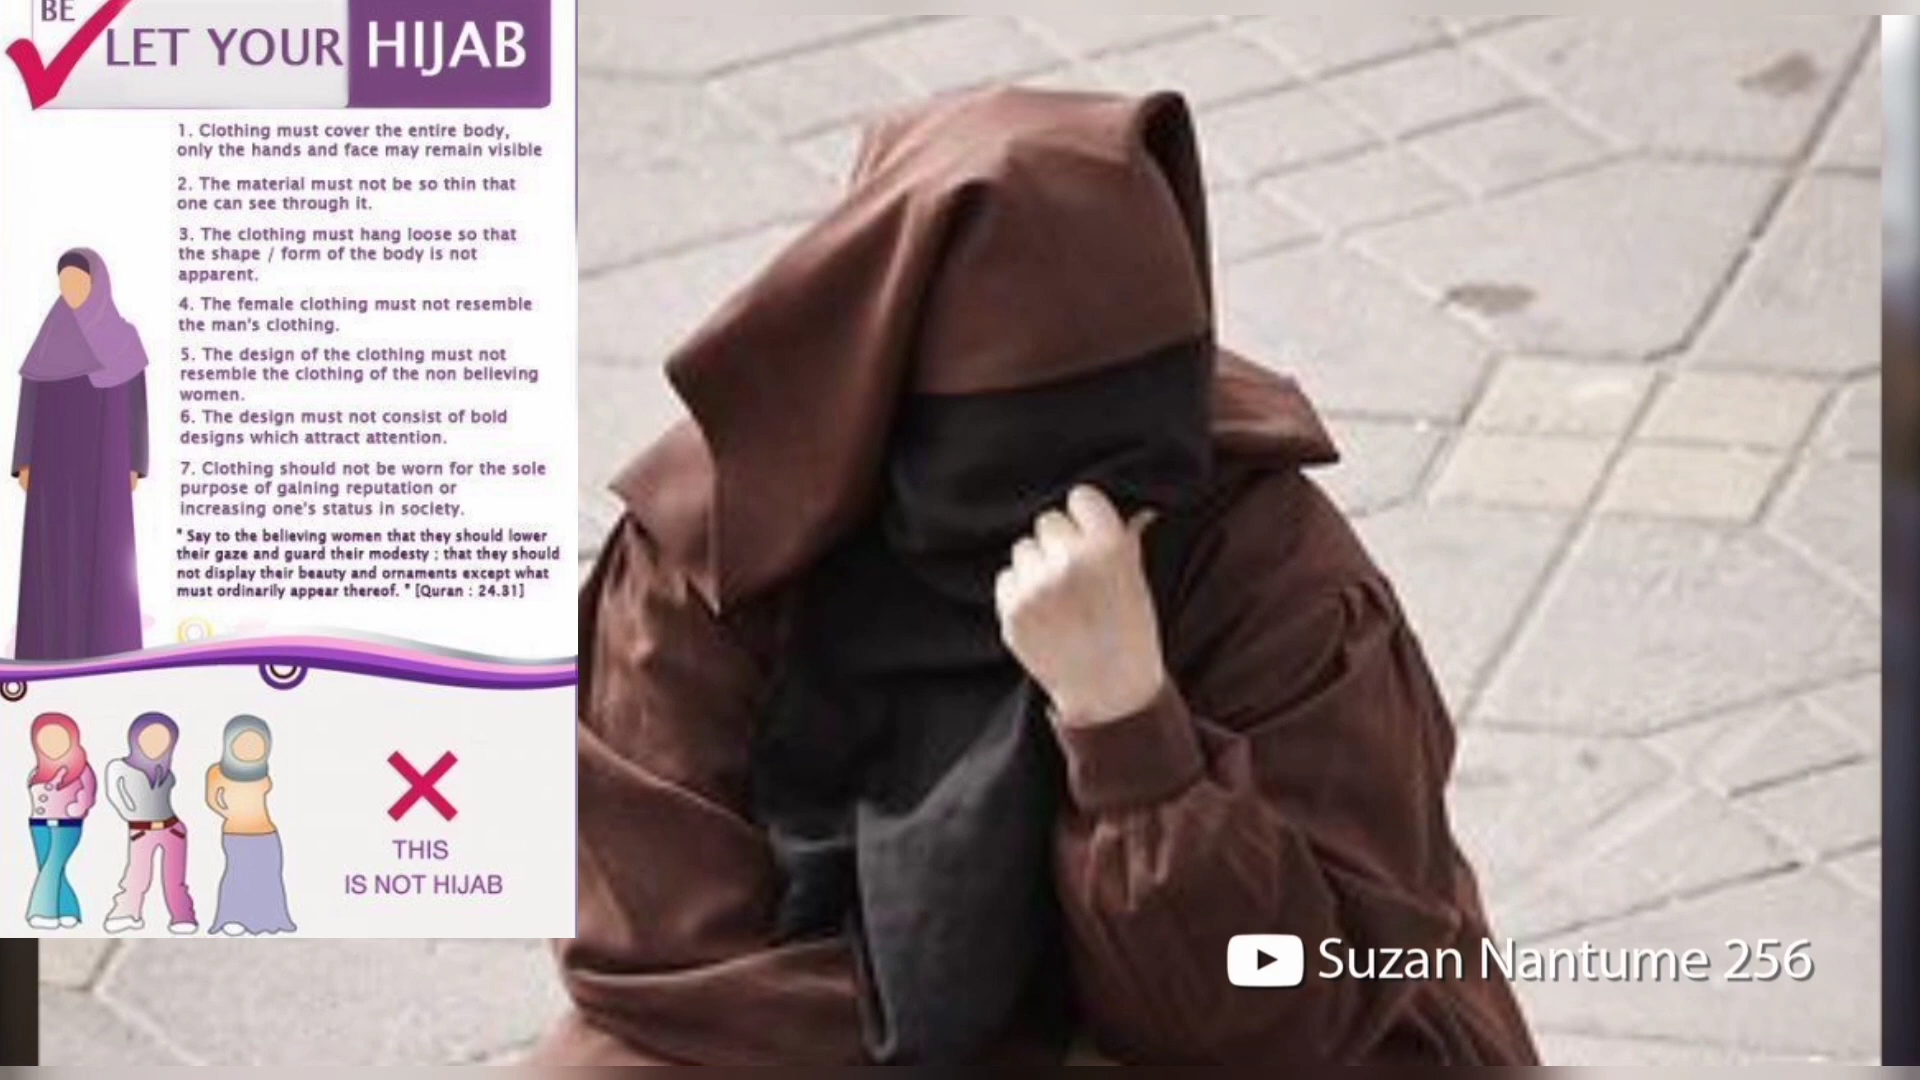 BE
LET YOUR HIJAB
1. Clothing must cover the entire body,
only the hands and face may remain visible
2. The material must not be so thin that
one can see through it.
3. The clothing must hang loose so that
the shape / form of the body is not
apparent.
4. The female clothing must not resemble
the man's clothing.
5. The design of the clothing must not
resemble the clothing of the non believing
women.
6. The design must not consist of bold
designs which attract attention.
7. Clothing should not be worn for the sole
purpose of gaining reputation or
increasing one's status in society.
" Say to the believing women that they should lower
their gaze and guard their modesty ; that they should
not display their beauty and ornaments except what
must ordinarily appear thereof. " [Quran : 24.31]
THIS
IS NOT HIJAB
Suzan Nantume 256